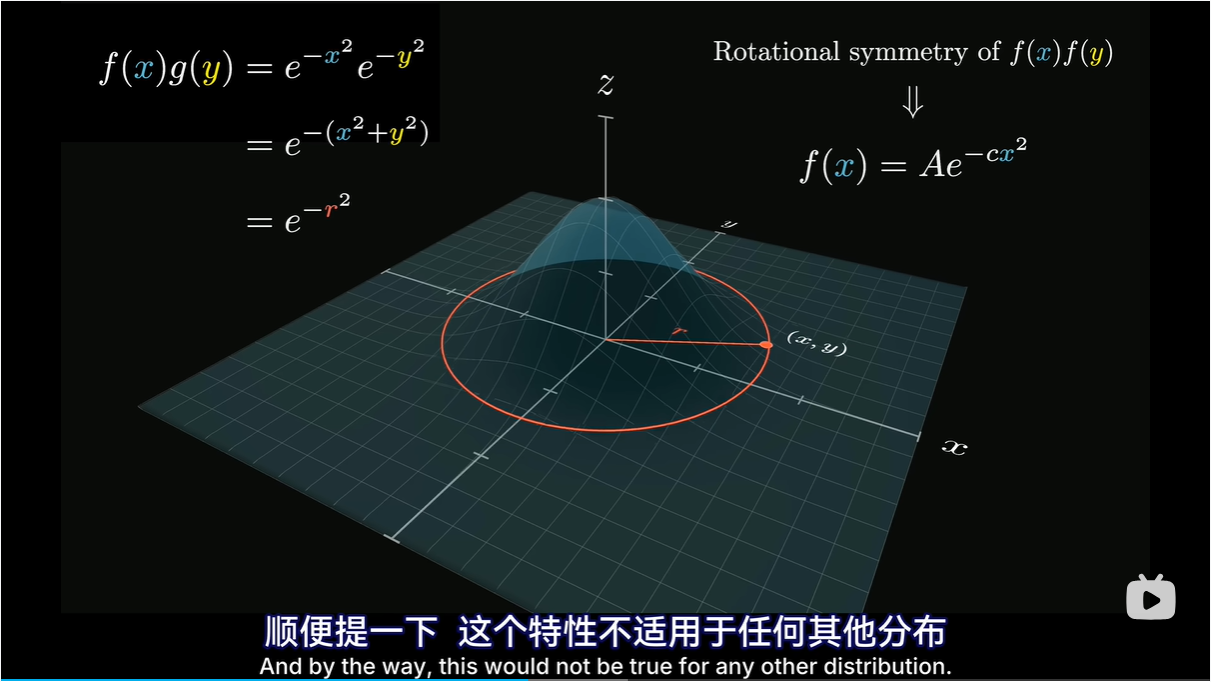 f(x)g(y) = e^{-x^2} e^{-y^2}
= e^{-(x^2+y^2)}
= e^{-r^2}
Rotational symmetry of f(x)f(y)
⇓
f(x) = Ae^{-cx^2}
z
y
r
(x, y)
x
顺便提一下 这个特性不适用于任何其他分布
And by the way, this would not be true for any other distribution.